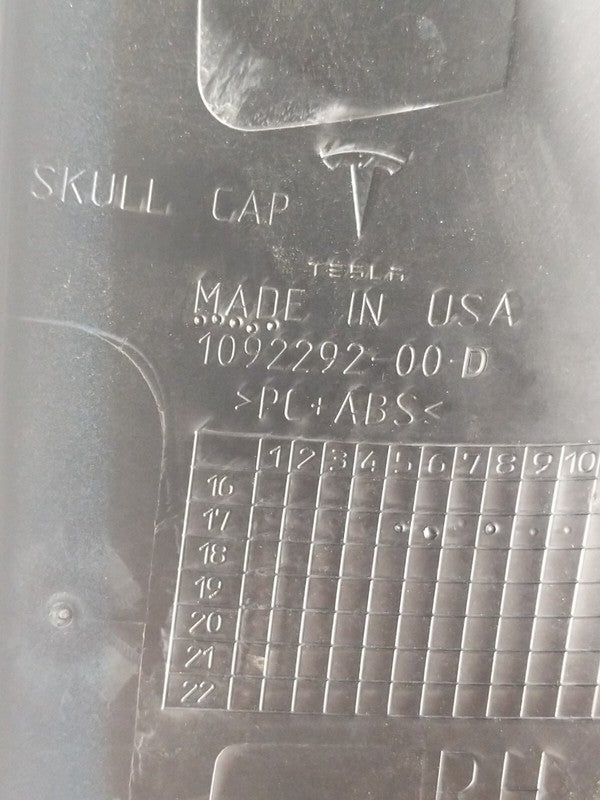 SKULL CAP
TESLA
MADE IN USA
1092292-00-D
>PC+ABS<
1 2 3 4 5 6 7 8 9 10
16
17
18
19
20
21
22
RH